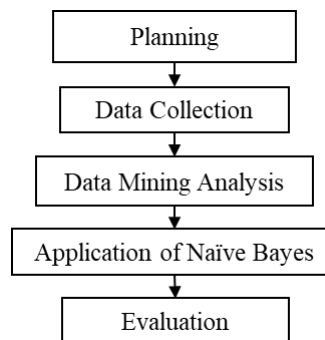 Planning
Data Collection
Data Mining Analysis
Application of Naïve Bayes
Evaluation